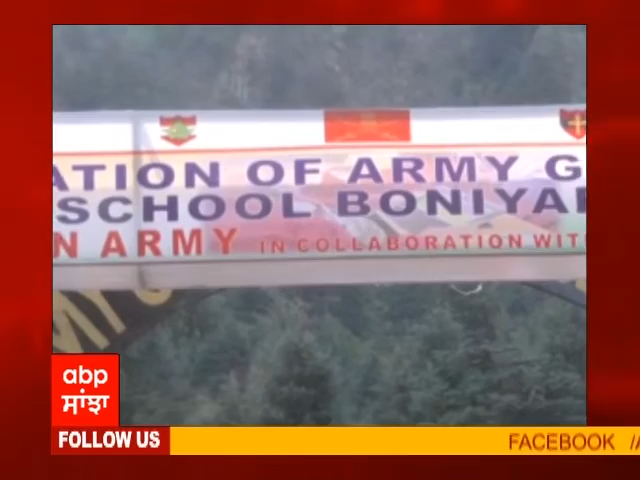 ATION OF ARMY G
SCHOOL BONIYA
N ARMY IN COLLABORATION WIT
abp
ਸਾਂਝਾ
FOLLOW US
FACEBOOK